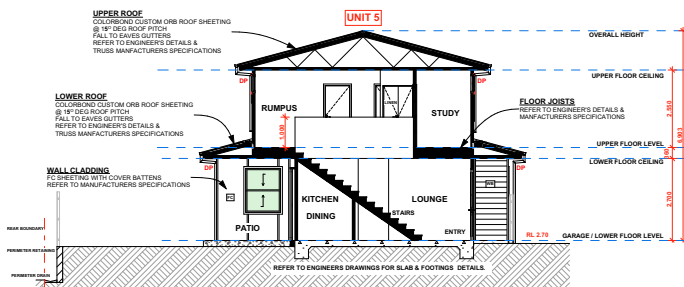 UNIT 5
UPPER ROOF
COLORBOND CUSTOM ORB ROOF SHEETING
@ 15° DEG ROOF PITCH
FALL TO EAVES GUTTERS
REFER TO ENGINEER'S DETAILS &
TRUSS MANFACTURERS SPECIFICATIONS
OVERALL HEIGHT
UPPER FLOOR CEILING
DP
DP
LOWER ROOF
COLORBOND CUSTOM ORB ROOF SHEETING
@ 15° DEG ROOF PITCH
FALL TO EAVES GUTTERS
REFER TO ENGINEER'S DETAILS &
TRUSS MANFACTURERS SPECIFICATIONS
RUMPUS
LINEN
STUDY
FLOOR JOISTS
REFER TO ENGINEER'S DETAILS &
MANFACTURERS SPECIFICATIONS
2,550
6,903
1,000
UPPER FLOOR LEVEL
360
LOWER FLOOR CEILING
DP
DP
WALL CLADDING
FC SHEETING WITH COVER BATTENS
REFER TO MANUFACTURERS SPECIFICATIONS
FC
KITCHEN
DINING
LOUNGE
STAIRS
2,700
PATIO
ENTRY
RL 2.70
GARAGE / LOWER FLOOR LEVEL
REAR BOUNDARY
PERIMETER RETAINING
PERIMETER DRAIN
REFER TO ENGINEERS DRAWINGS FOR SLAB & FOOTINGS DETAILS.